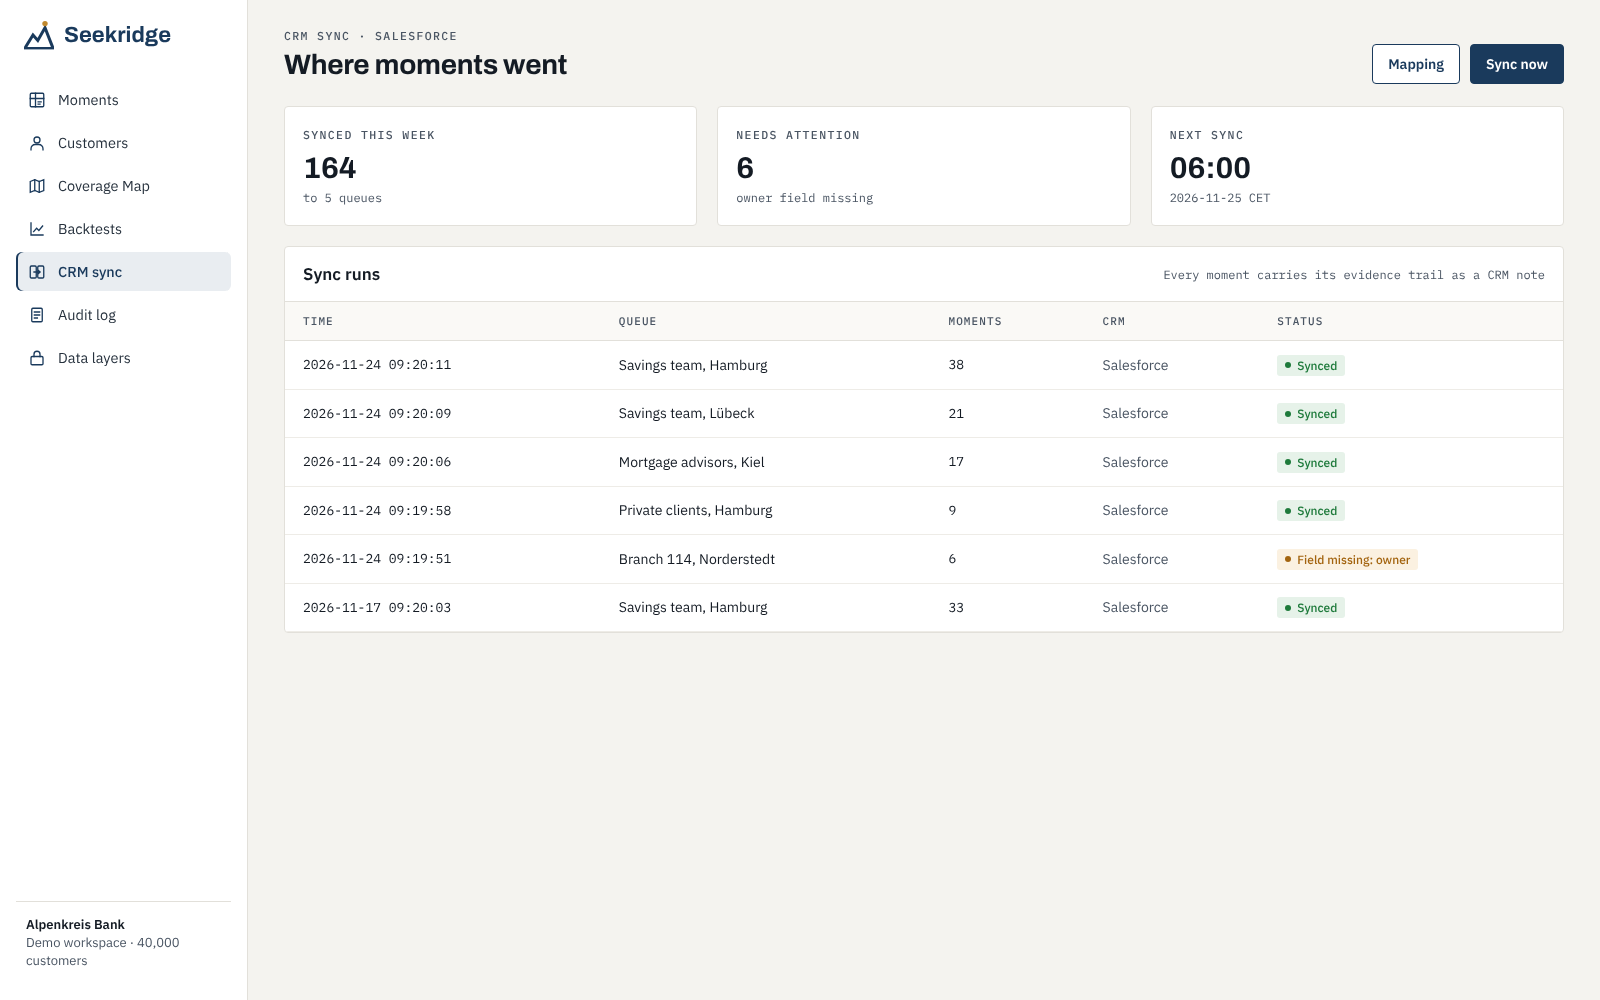 Seekridge
Moments
Customers
Coverage Map
Backtests
CRM sync
Audit log
Data layers
Alpenkreis Bank
Demo workspace · 40,000
customers
CRM SYNC · SALESFORCE
Where moments went
Mapping
Sync now
SYNCED THIS WEEK
164
to 5 queues
NEEDS ATTENTION
6
owner field missing
NEXT SYNC
06:00
2026-11-25 CET
Sync runs
Every moment carries its evidence trail as a CRM note
TIME QUEUE MOMENTS CRM STATUS
2026-11-24 09:20:11 Savings team, Hamburg 38 Salesforce Synced
2026-11-24 09:20:09 Savings team, Lübeck 21 Salesforce Synced
2026-11-24 09:20:06 Mortgage advisors, Kiel 17 Salesforce Synced
2026-11-24 09:19:58 Private clients, Hamburg 9 Salesforce Synced
2026-11-24 09:19:51 Branch 114, Norderstedt 6 Salesforce Field missing: owner
2026-11-17 09:20:03 Savings team, Hamburg 33 Salesforce Synced